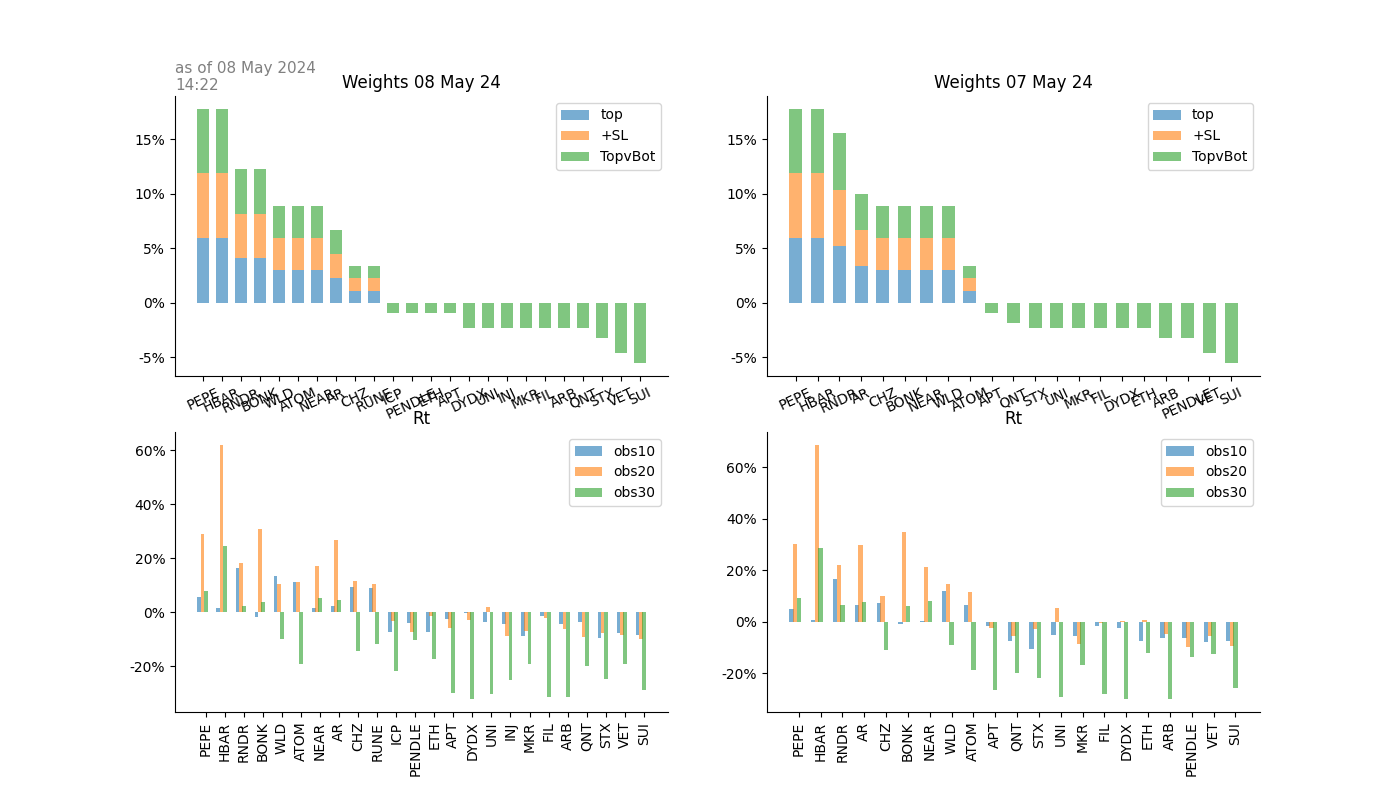 as of 08 May 2024
14:22
Weights 08 May 24
15%
10%
5%
0%
-5%
top
+SL
TopvBot
PEPE HBAR RNDR BONK WLD ATOM NEAR AR CHZ RUNE ICP PENDLE ETH APT DYDX UNI INJ MKR FIL ARB QNT STX VET SUI
Weights 07 May 24
15%
10%
5%
0%
-5%
top
+SL
TopvBot
PEPE HBAR RNDR AR CHZ BONK NEAR WLD ATOM APT QNT STX UNI MKR FIL DYDX ETH ARB PENDLE VET SUI
Rt
60%
40%
20%
0%
-20%
obs10
obs20
obs30
PEPE HBAR RNDR BONK WLD ATOM NEAR AR CHZ RUNE ICP PENDLE ETH APT DYDX UNI INJ MKR FIL ARB QNT STX VET SUI
Rt
60%
40%
20%
0%
-20%
obs10
obs20
obs30
PEPE HBAR RNDR AR CHZ BONK NEAR WLD ATOM APT QNT STX UNI MKR FIL DYDX ETH ARB PENDLE VET SUI